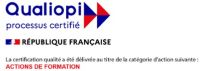 Qualiopi
processus certifié
RÉPUBLIQUE FRANÇAISE
La certification qualité a été délivrée au titre de la catégorie d'action suivante :
ACTIONS DE FORMATION